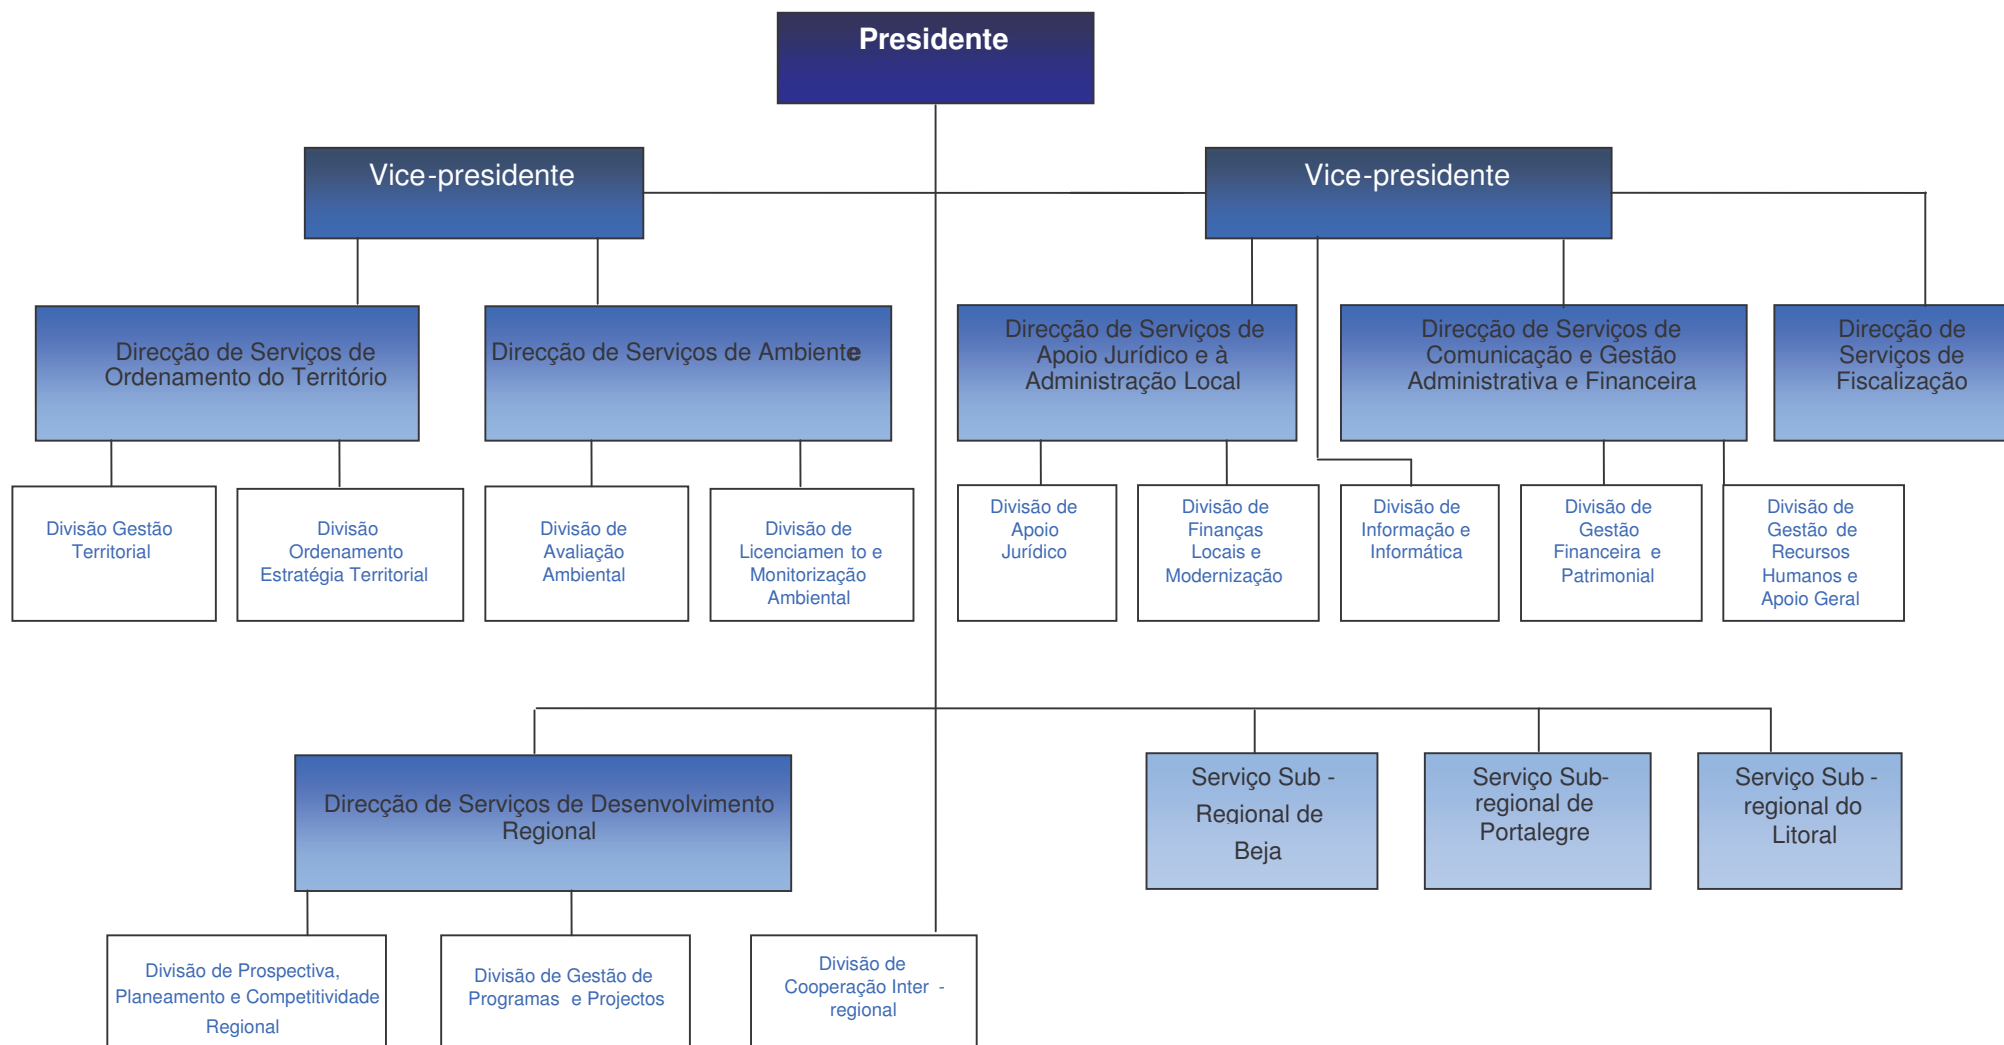 Presidente
Vice-presidente
Vice-presidente
Direcção de Serviços de
Ordenamento do Território
Direcção de Serviços de Ambiente
Direcção de Serviços de
Apoio Jurídico e à
Administração Local
Direcção de Serviços de
Comunicação e Gestão
Administrativa e Financeira
Direcção de
Serviços de
Fiscalização
Divisão Gestão
Territorial
Divisão
Ordenamento
Estratégia Territorial
Divisão de
Avaliação
Ambiental
Divisão de
Licenciamen to e
Monitorização
Ambiental
Divisão de
Apoio
Jurídico
Divisão de
Finanças
Locais e
Modernização
Divisão de
Informação e
Informática
Divisão de
Gestão
Financeira e
Patrimonial
Divisão de
Gestão de
Recursos
Humanos e
Apoio Geral
Direcção de Serviços de Desenvolvimento
Regional
Serviço Sub -
Regional de
Beja
Serviço Sub-
regional de
Portalegre
Serviço Sub -
regional do
Litoral
Divisão de Prospectiva,
Planeamento e Competitividade
Regional
Divisão de Gestão de
Programas e Projectos
Divisão de
Cooperação Inter -
regional